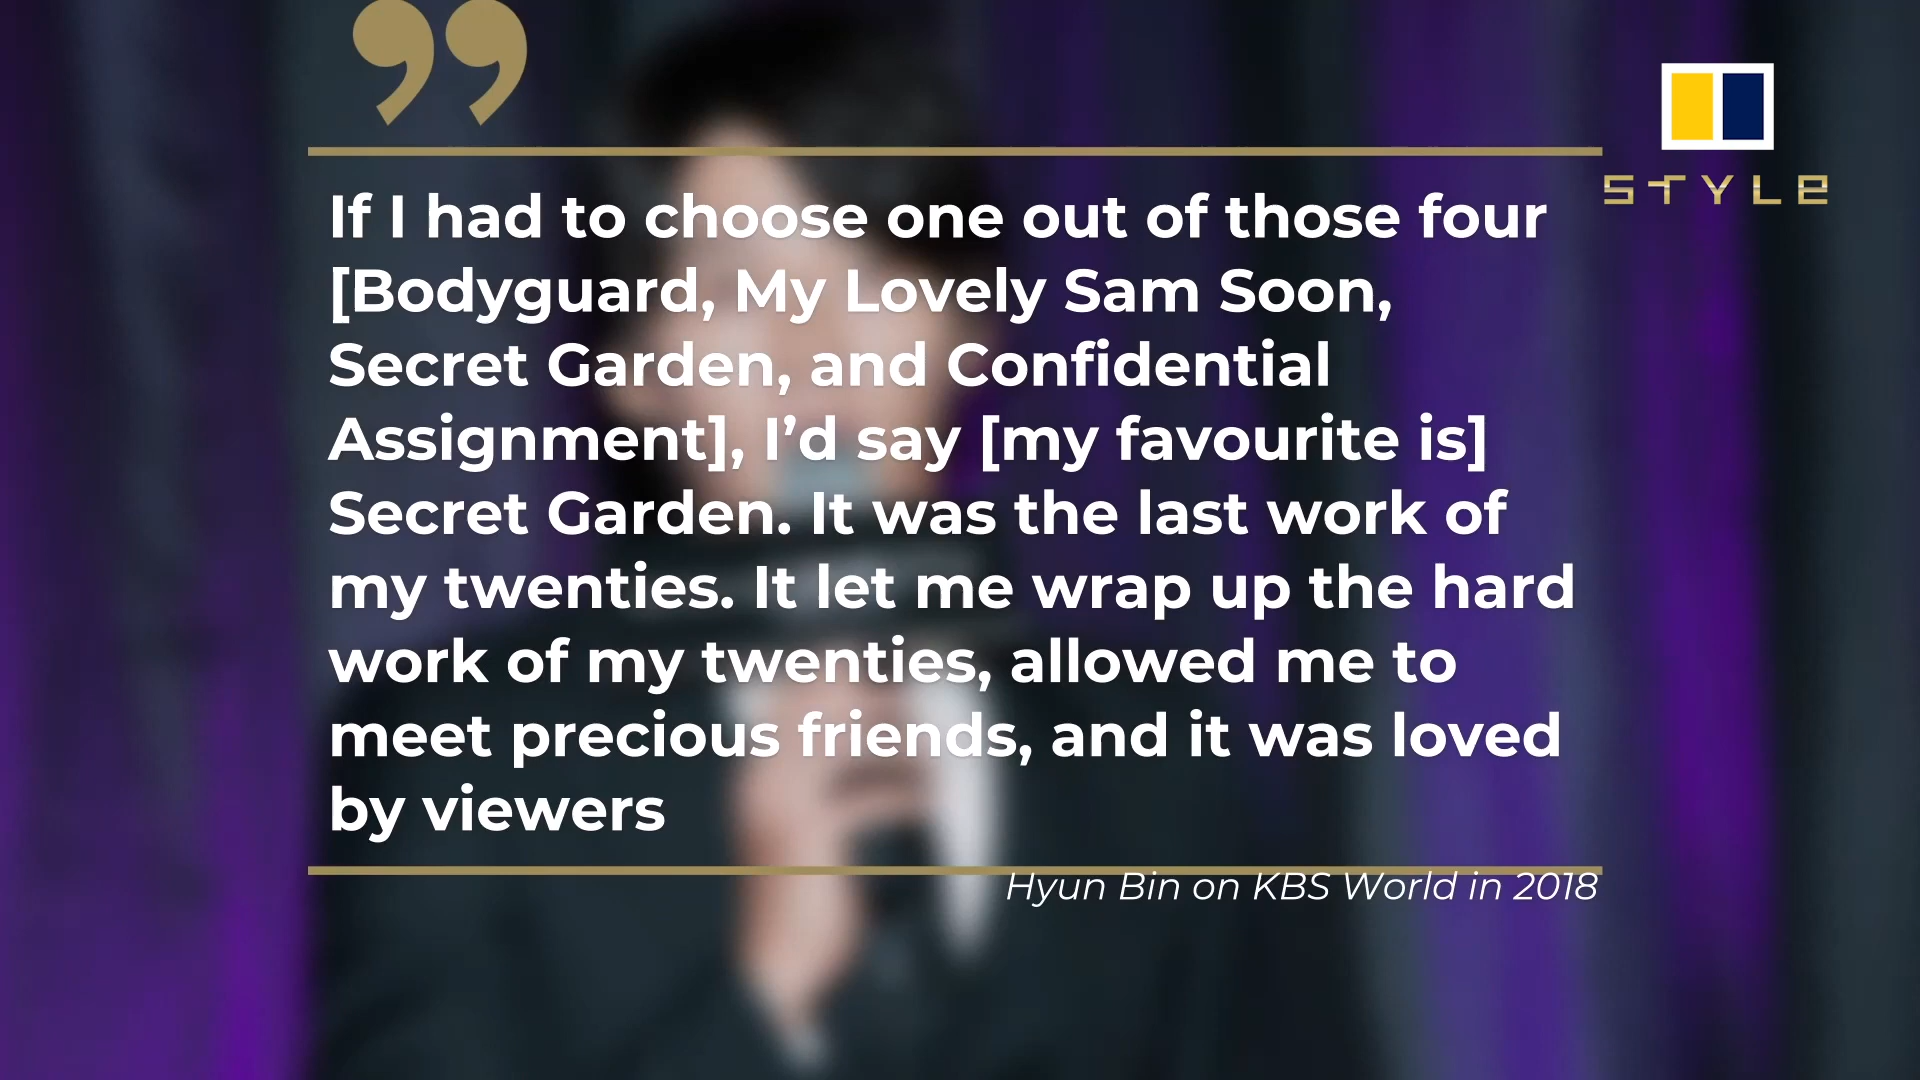 ”
STYLE
If I had to choose one out of those four
[Bodyguard, My Lovely Sam Soon,
Secret Garden, and Confidential
Assignment], I’d say [my favourite is]
Secret Garden. It was the last work of
my twenties. It let me wrap up the hard
work of my twenties, allowed me to
meet precious friends, and it was loved
by viewers
Hyun Bin on KBS World in 2018